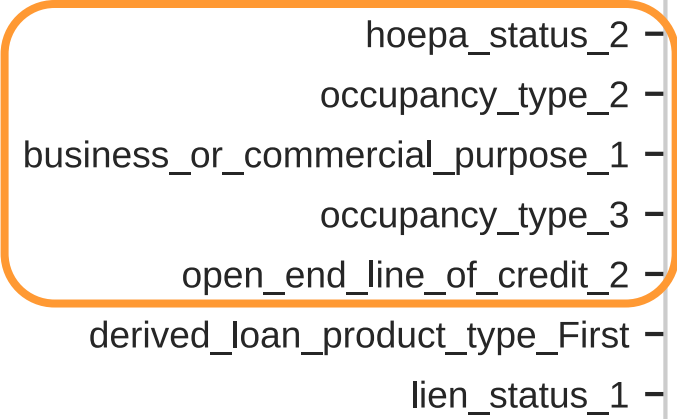 hoepa_status_2
occupancy_type_2
business_or_commercial_purpose_1
occupancy_type_3
open_end_line_of_credit_2
derived_loan_product_type_First
lien_status_1